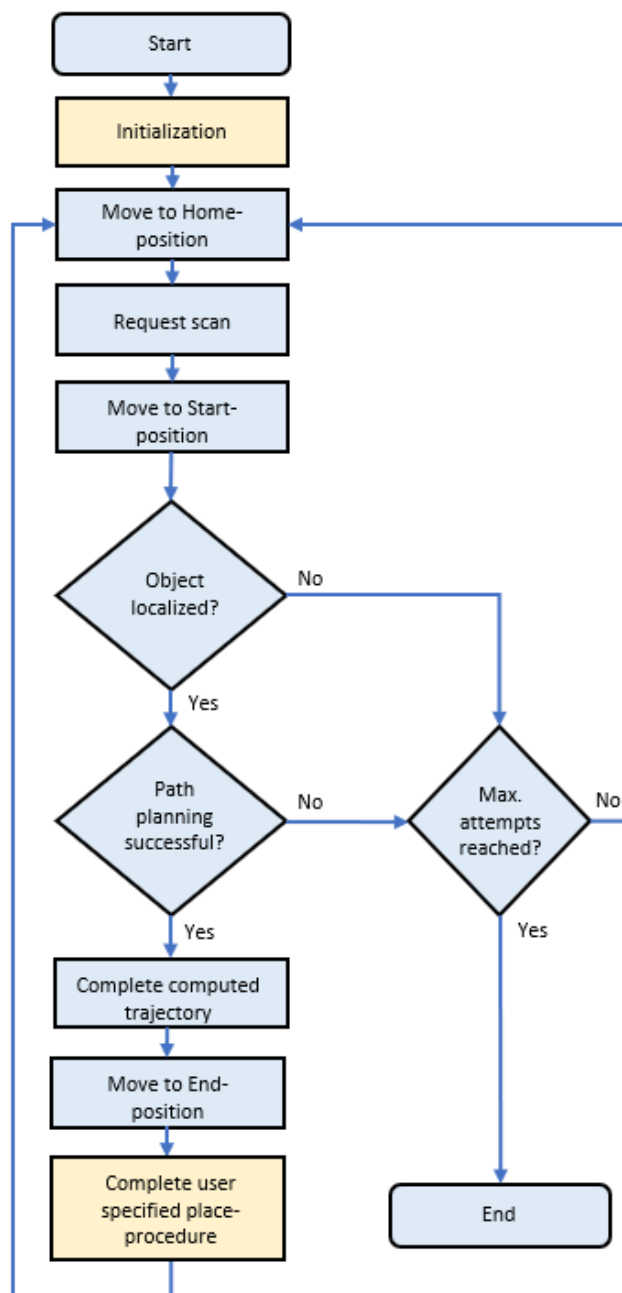 Start
Initialization
Move to Home-
position
Request scan
Move to Start-
position
Object
localized?
No
Yes
Path
planning
successful?
No
Max.
attempts
reached?
No
Yes
Yes
Complete computed
trajectory
Move to End-
position
Complete user
specified place-
procedure
End